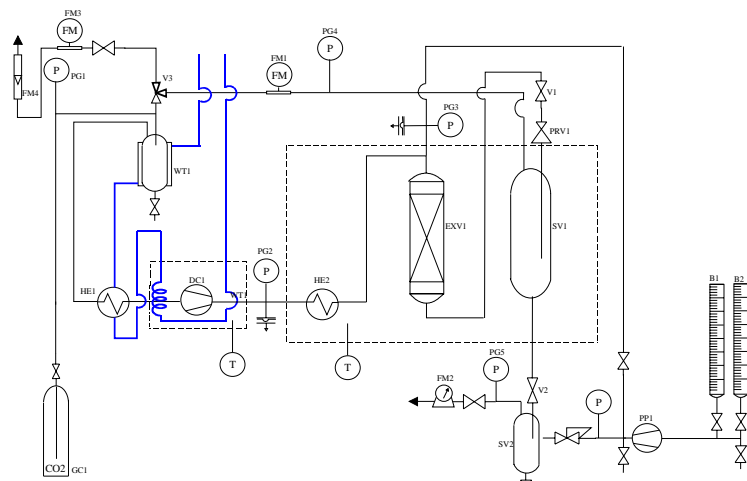 FM3
FM
PG4
P
FM1
FM
P
PG1
V3
FM4
V1
PG3
P
PRV1
WT1
EXV1
SV1
PG2
P
HE1
DC1
WT
HE2
B1
B2
T
T
PG5
P
FM2
V2
P
PP1
SV2
CO2
GC1